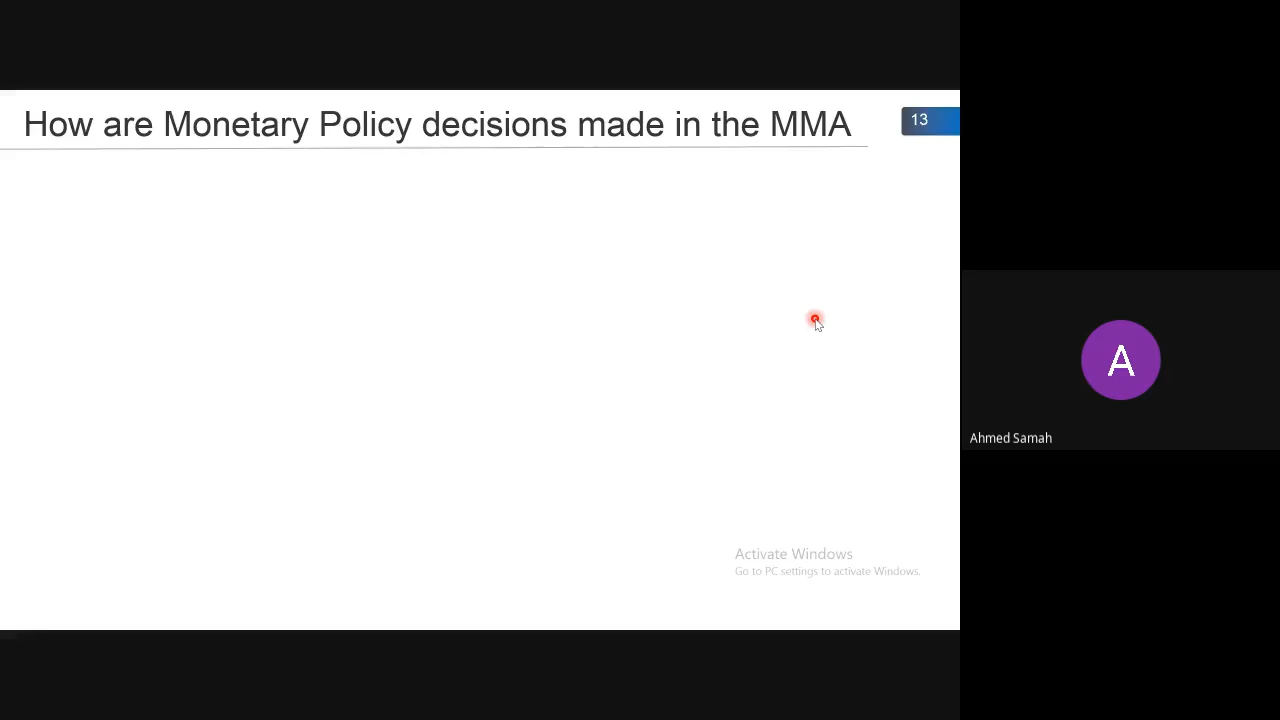 How are Monetary Policy decisions made in the MMA
13
A
Ahmed Samah
Activate Windows
Go to PC settings to activate Windows.